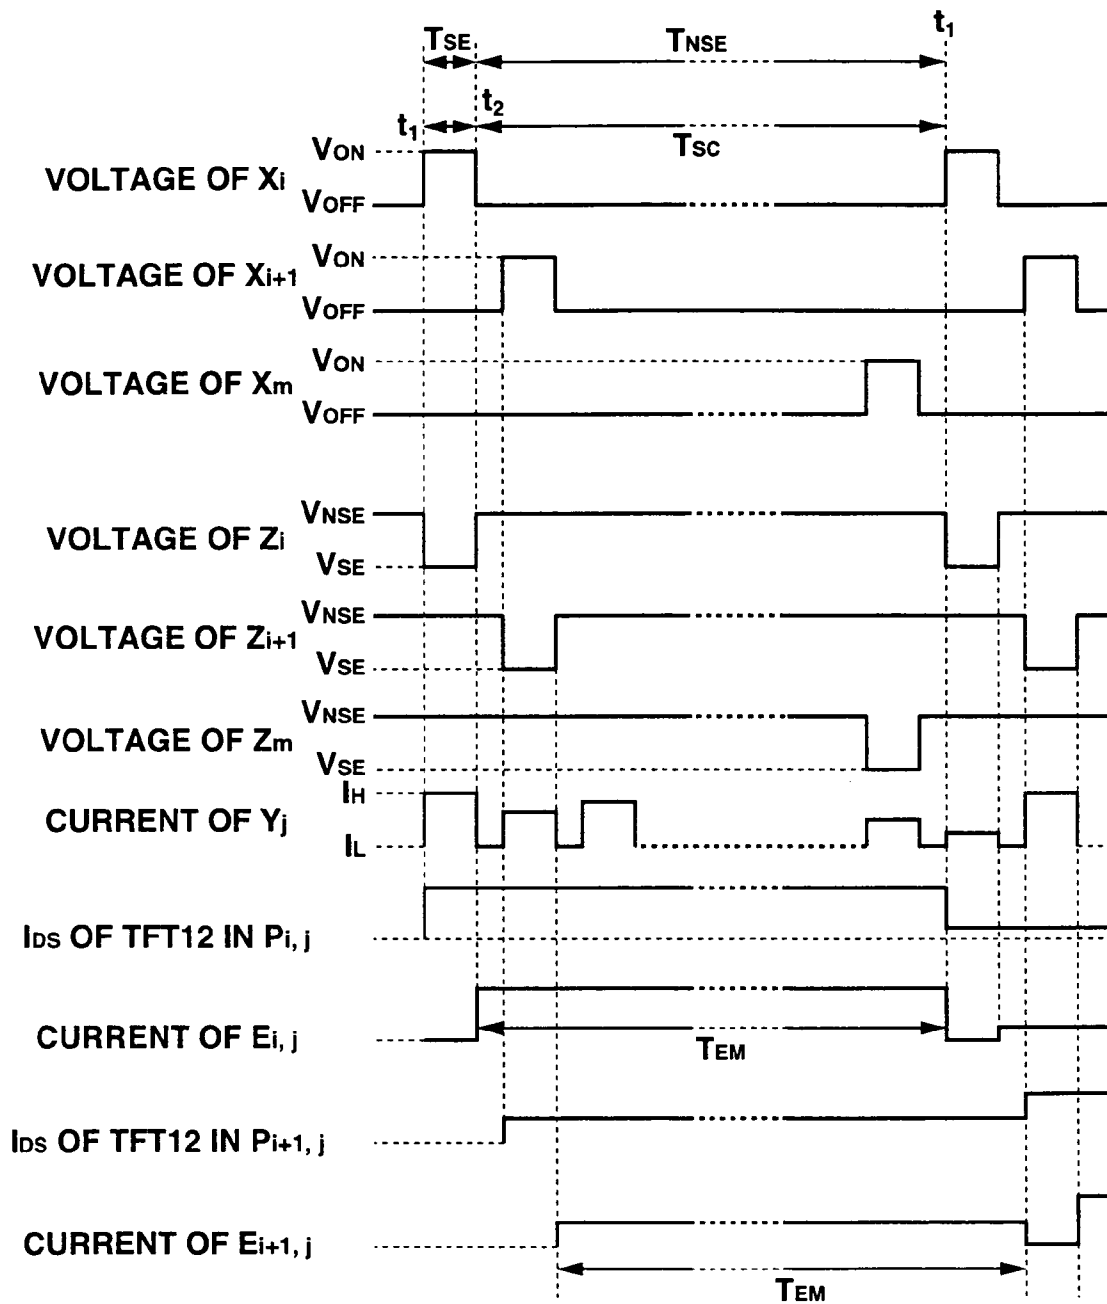 t1
TSE TNSE
t1 t2
TSC
VOLTAGE OF Xi VON
VOFF
VOLTAGE OF Xi+1 VON
VOFF
VOLTAGE OF Xm VON
VOFF
VOLTAGE OF Zi VNSE
VSE
VOLTAGE OF Zi+1 VNSE
VSE
VOLTAGE OF Zm VNSE
VSE
CURRENT OF Yj IH
IL
IDS OF TFT12 IN Pi, j
CURRENT OF Ei, j
TEM
IDS OF TFT12 IN Pi+1, j
CURRENT OF Ei+1, j
TEM